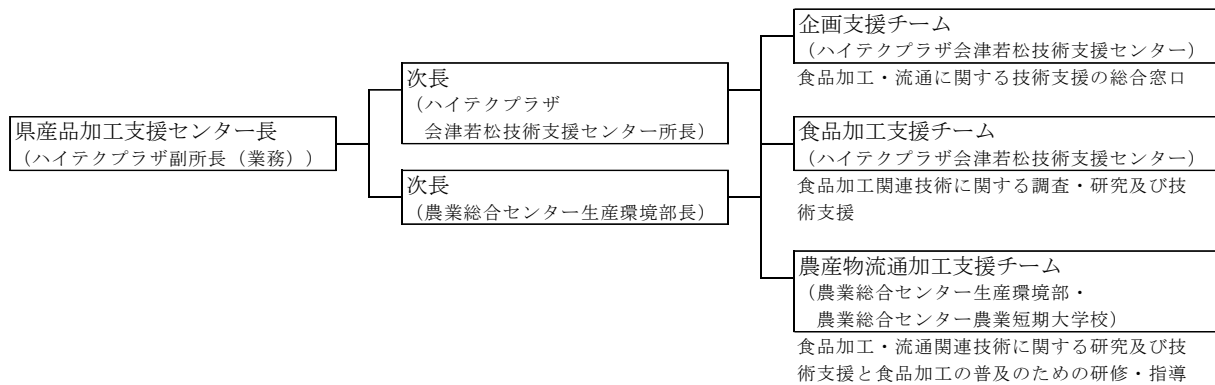 県産品加工支援センター長
（ハイテクプラザ副所長（業務））
次長
（ハイテクプラザ
会津若松技術支援センター所長）
次長
（農業総合センター生産環境部長）
企画支援チーム
（ハイテクプラザ会津若松技術支援センター）
食品加工・流通に関する技術支援の総合窓口
食品加工支援チーム
（ハイテクプラザ会津若松技術支援センター）
食品加工関連技術に関する調査・研究及び技
術支援
農産物流通加工支援チーム
（農業総合センター生産環境部・
農業総合センター農業短期大学校）
食品加工・流通関連技術に関する研究及び技
術支援と食品加工の普及のための研修・指導